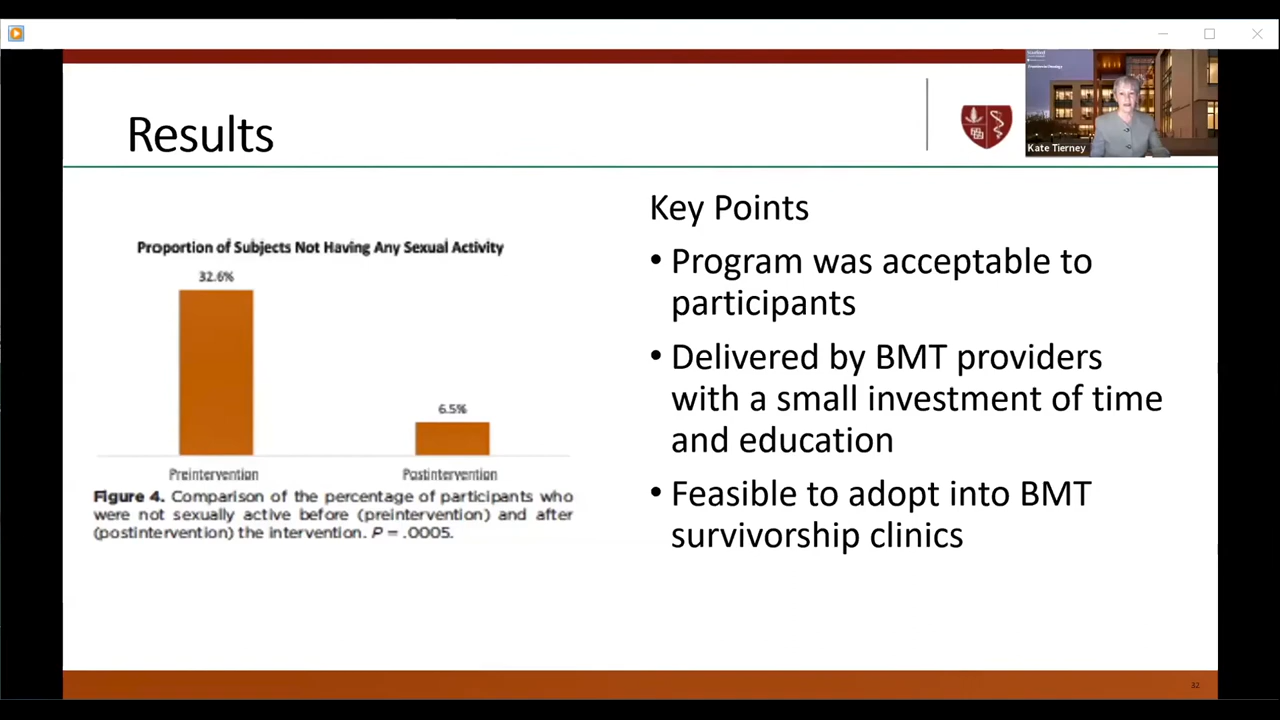 Kate Tierney
Results
Proportion of Subjects Not Having Any Sexual Activity
32.6%
6.5%
Preintervention
Postintervention
Figure 4. Comparison of the percentage of participants who
were not sexually active before (preintervention) and after
(postintervention) the intervention. P = .0005.
Key Points
• Program was acceptable to
participants
• Delivered by BMT providers
with a small investment of time
and education
• Feasible to adopt into BMT
survivorship clinics
32